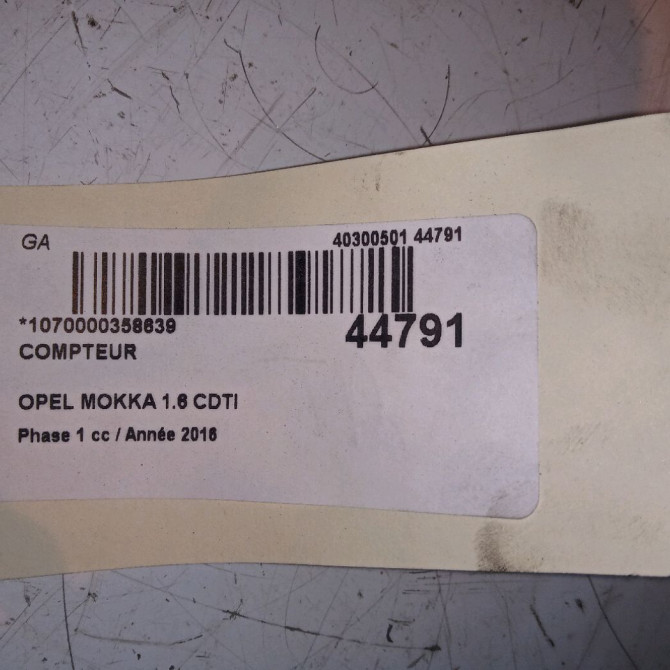 GA 40300501 44791
*1070000358639 44791
COMPTEUR
OPEL MOKKA 1.6 CDTI
Phase 1 cc / Année 2016